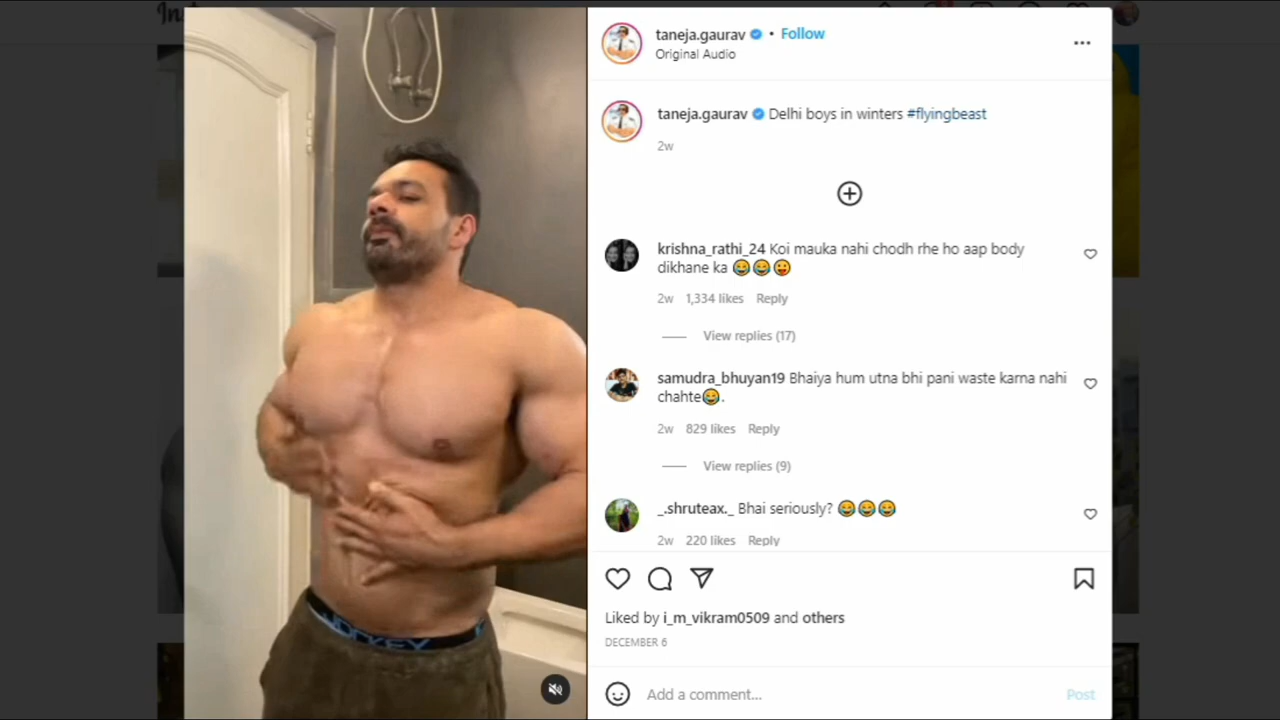 Inst
taneja.gaurav • Follow
Original Audio
taneja.gaurav Delhi boys in winters #flyingbeast
2w
krishna_rathi_24 Koi mauka nahi chodh rhe ho aap body
dikhane ka 😂😂😜
2w 1,334 likes Reply
View replies (17)
samudra_bhuyan19 Bhaiya hum utna bhi pani waste karna nahi
chahte😂.
2w 829 likes Reply
View replies (9)
_.shruteax._ Bhai seriously? 😂😂😂
2w 220 likes Reply
Liked by i_m_vikram0509 and others
DECEMBER 6
Add a comment... Post
JOCKEY